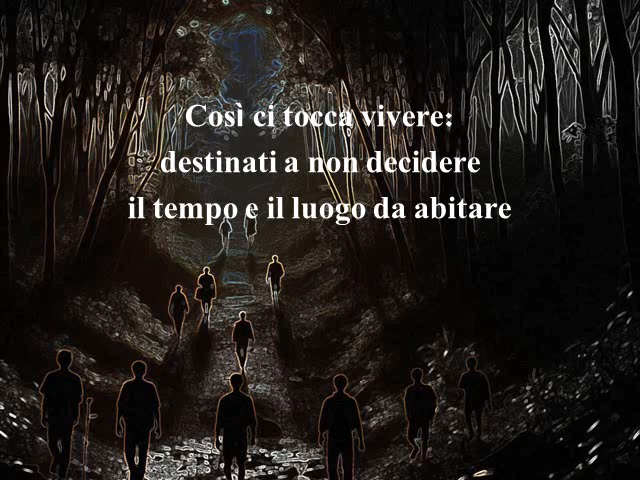 Così ci tocca vivere:
destinati a non decidere
il tempo e il luogo da abitare